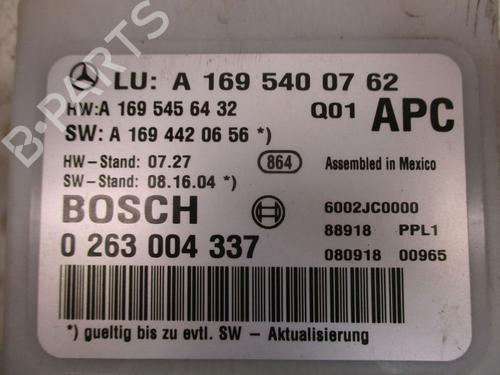 LU: A 169 540 07 62
HW:A 169 545 64 32 Q01 APC
SW: A 169 442 06 56 *)
HW-Stand: 07.27 864 Assembled in Mexico
SW-Stand: 08.16.04 *)
BOSCH 6002JC0000
88918 PPL1
0 263 004 337 080918 00965
*) gueltig bis zu evtl. SW - Aktualisierung
B-PARTS